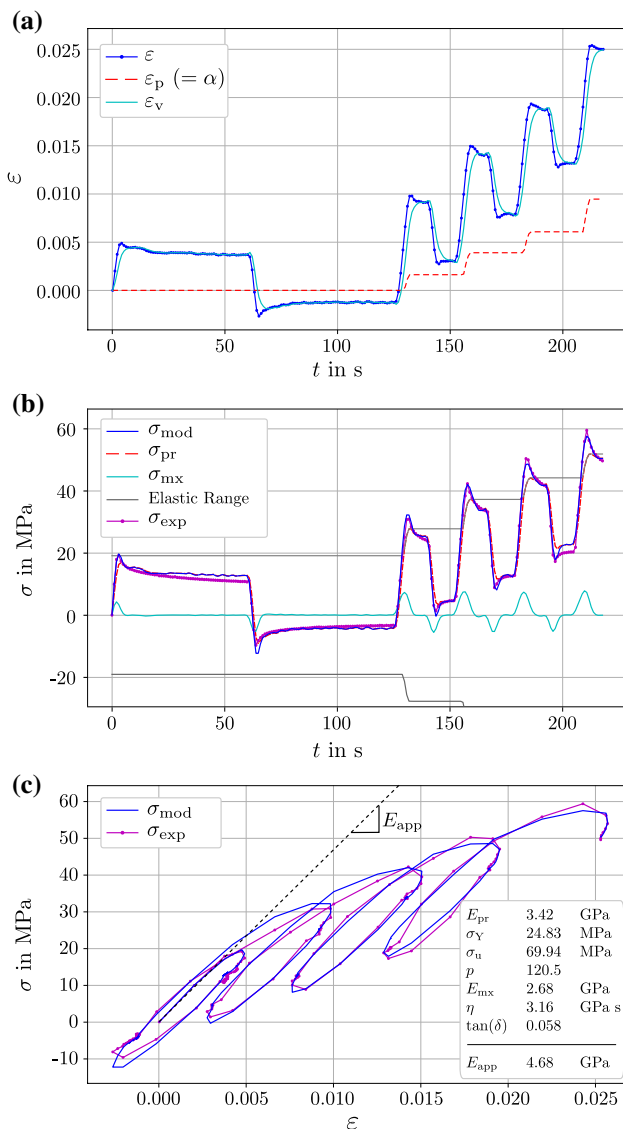 (a)
0.025
0.020
0.015
0.010
0.005
0.000
ε
ε
εp (= α)
εv
0 50 100 150 200
t in s
(b)
60
40
20
0
-20
σ in MPa
σmod
σpr
σmx
Elastic Range
σexp
0 50 100 150 200
t in s
(c)
60
50
40
30
20
10
0
-10
σ in MPa
σmod
σexp
Eapp
Epr 3.42 GPa
σY 24.83 MPa
σu 69.94 MPa
p 120.5
Emx 2.68 GPa
η 3.16 GPa s
tan(δ) 0.058
Eapp 4.68 GPa
0.000 0.005 0.010 0.015 0.020 0.025
ε